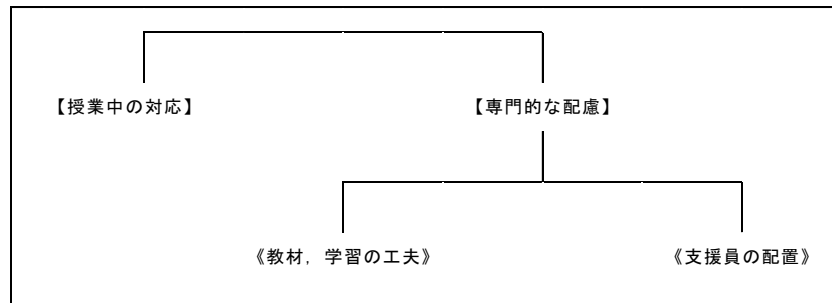 【授業中の対応】
【専門的な配慮】
《教材，学習の工夫》
《支援員の配置》